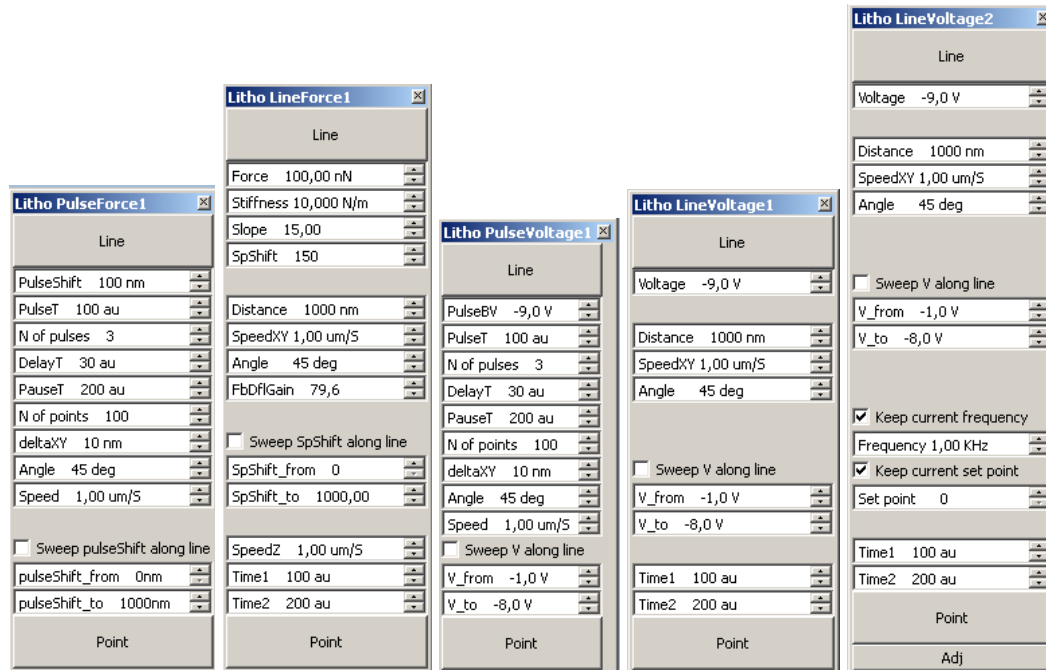 Litho PulseForce1
Line
PulseShift 100 nm
PulseT 100 au
N of pulses 3
DelayT 30 au
PauseT 200 au
N of points 100
deltaXY 10 nm
Angle 45 deg
Speed 1,00 um/S
Sweep pulseShift along line
pulseShift_from 0nm
pulseShift_to 1000nm
Point
Litho LineForce1
Line
Force 100,00 nN
Stiffness 10,000 N/m
Slope 15,00
SpShift 150
Distance 1000 nm
SpeedXY 1,00 um/S
Angle 45 deg
FbDflGain 79,6
Sweep SpShift along line
SpShift_from 0
SpShift_to 1000,00
SpeedZ 1,00 um/S
Time1 100 au
Time2 200 au
Point
Litho PulseVoltage1
Line
PulseBV -9,0 V
PulseT 100 au
N of pulses 3
DelayT 30 au
PauseT 200 au
N of points 100
deltaXY 10 nm
Angle 45 deg
Speed 1,00 um/S
Sweep V along line
V_from -1,0 V
V_to -8,0 V
Point
Litho LineVoltage1
Line
Voltage -9,0 V
Distance 1000 nm
SpeedXY 1,00 um/S
Angle 45 deg
Sweep V along line
V_from -1,0 V
V_to -8,0 V
Time1 100 au
Time2 200 au
Point
Litho LineVoltage2
Line
Voltage -9,0 V
Distance 1000 nm
SpeedXY 1,00 um/S
Angle 45 deg
Sweep V along line
V_from -1,0 V
V_to -8,0 V
Keep current frequency
Frequency 1,00 KHz
Keep current set point
Set point 0
Time1 100 au
Time2 200 au
Point
Adj